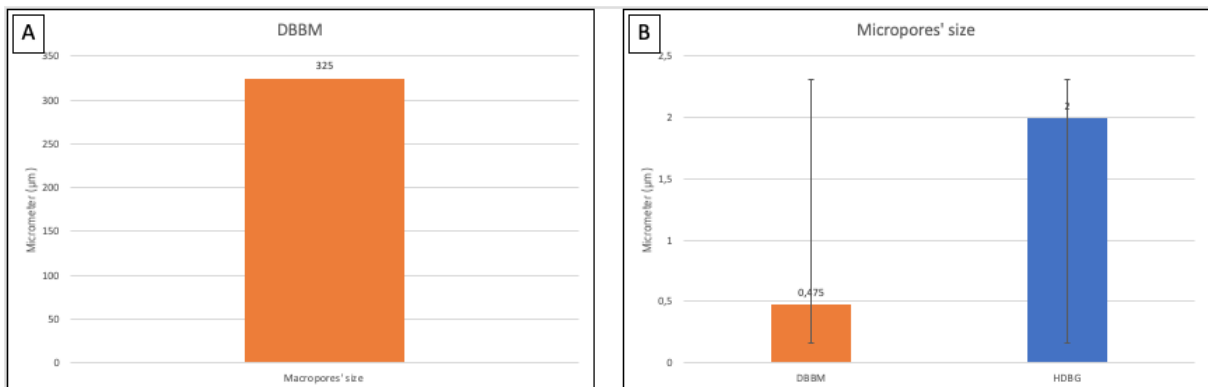 A
DBBM
350
300
250
200
150
100
50
0
Micrometer (µm)
325
Macropores' size
B
Micropores' size
2,5
2
1,5
1
0,5
0
Micrometer (µm)
0,475
2
DBBM
HDBG